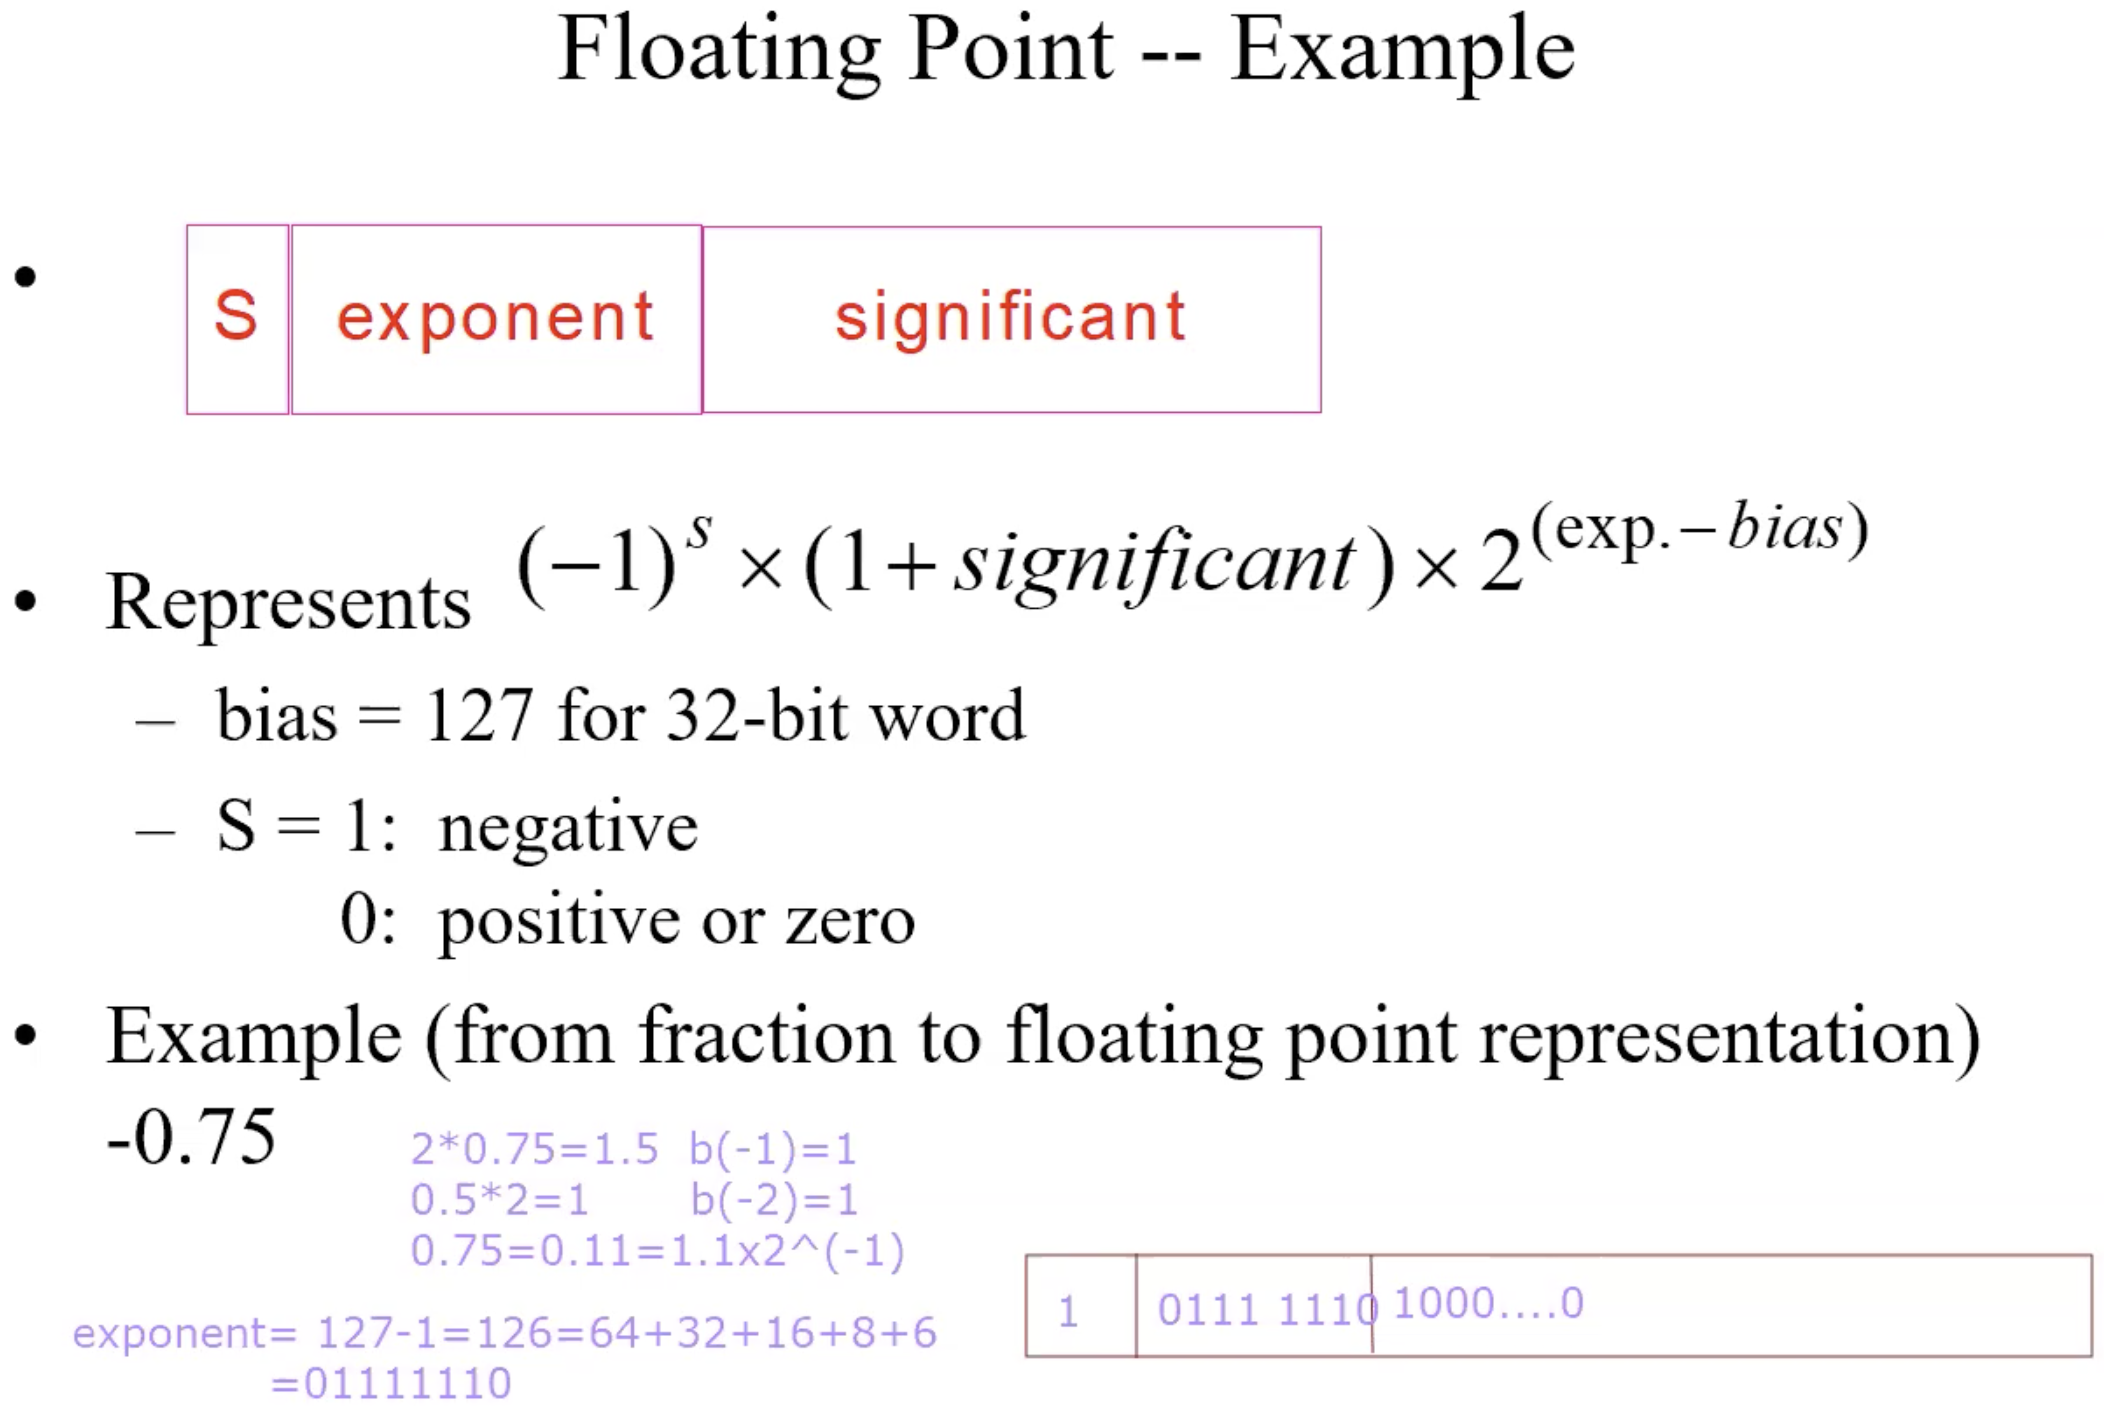 Floating Point -- Example
•
S exponent significant
• Represents (−1)^s × (1+significant) × 2^(exp.−bias)
– bias = 127 for 32-bit word
– S = 1: negative
0: positive or zero
• Example (from fraction to floating point representation)
-0.75
2*0.75=1.5 b(-1)=1
0.5*2=1 b(-2)=1
0.75=0.11=1.1x2^(-1)
1 0111 1110 1000....0
exponent= 127-1=126=64+32+16+8+6
=01111110